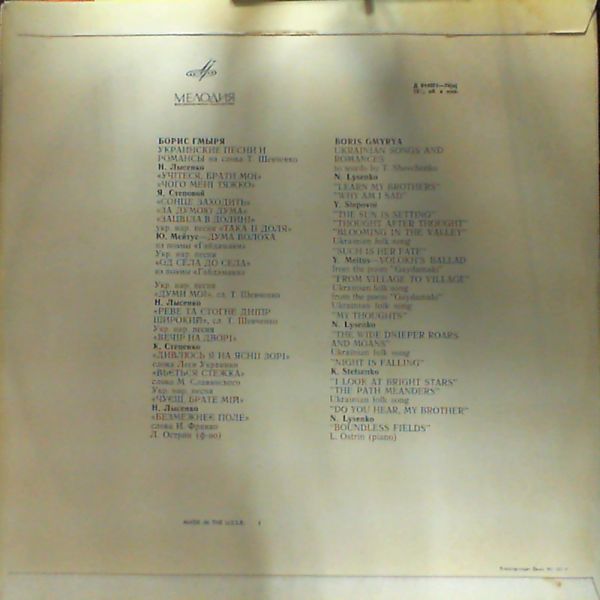 МЕЛОДИЯ
БОРИС ГМЫРЯ
УКРАИНСКИЕ ПЕСНИ И
РОМАНСЫ на слова Т. Шевченко
Н. Лысенко
«УЧІТЕСЯ, БРАТИ МОЇ»
«ЧОГО МЕНІ ТЯЖКО»
Я. Степовой
«СОНЦЕ ЗАХОДИТЬ»
«ЗА ДУМОЮ ДУМА»
«ЗАЦВІЛА В ДОЛИНІ»
укр. нар. песня «ТАКА ЇЇ ДОЛЯ»
Ю. Мейтус—ДУМА ВОЛОХА
из поэмы «Гайдамаки»
Укр. нар. песня
«ОД СЕЛА ДО СЕЛА»
из поэмы «Гайдамаки»
Укр. нар. песня
«ДУМИ МОЇ», сл. Т. Шевченко
Н. Лысенко
«РЕВЕ ТА СТОГНЕ ДНІПР
ШИРОКИЙ», сл. Т. Шевченко
Укр. нар. песня
«ВЕЧІР НА ДВОРІ»
К. Стеценко
«ДИВЛЮСЬ Я НА ЯСНІЇ ЗОРІ»
слова Леси Украинки
«ВЬЄТЬСЯ СТЕЖКА»
слова М. Славинского
Укр. нар. песня
«ЧУЄШ, БРАТЕ МІЙ»
Н. Лысенко
«БЕЗМЕЖНЕЄ ПОЛЕ»
слова И. Франко
Л. Острин (ф-но)
BORIS GMYRYA
UKRAINIAN SONGS AND
ROMANCES
to words by T. Shevchenko
N. Lysenko
"LEARN MY BROTHERS"
"WHY AM I SAD"
Y. Stepovoi
"THE SUN IS SETTING"
"THOUGHT AFTER THOUGHT"
"BLOOMING IN THE VALLEY"
Ukrainian folk song
"SUCH IS HER FATE"
Y. Meitus—VOLOKH'S BALLAD
from the poem "Gaydamaki"
"FROM VILLAGE TO VILLAGE"
Ukrainian folk song
from the poem "Gaydamaki"
Ukrainian folk song
"MY THOUGHTS"
N. Lysenko
"THE WIDE DNIEPER ROARS
AND MOANS"
Ukrainian folk song
"NIGHT IS FALLING"
K. Stetsenko
"I LOOK AT BRIGHT STARS"
"THE PATH MEANDERS"
Ukrainian folk song
"DO YOU HEAR, MY BROTHER"
N. Lysenko
"BOUNDLESS FIELDS"
L. Ostrin (piano)
MADE IN THE U.S.S.R.